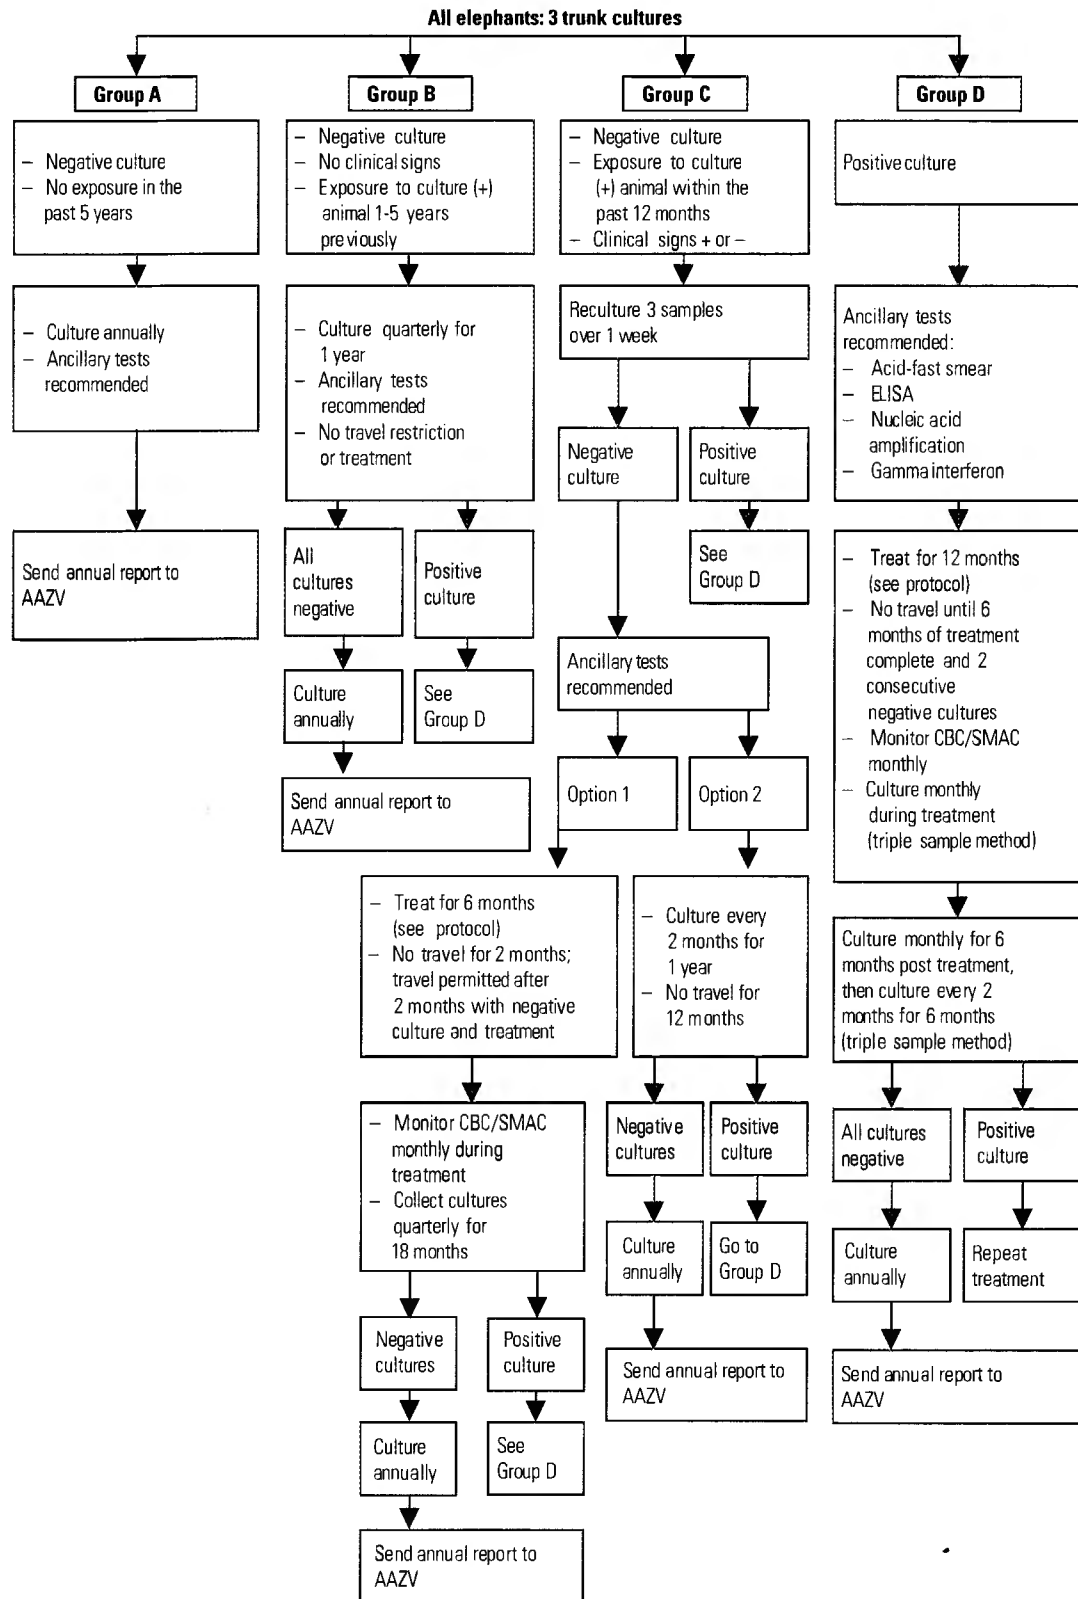 All elephants: 3 trunk cultures
Group A
– Negative culture
– No exposure in the
past 5 years
– Culture annually
– Ancillary tests
recommended
Send annual report to
AAZV
Group B
– Negative culture
– No clinical signs
– Exposure to culture (+)
animal 1-5 years
previously
– Culture quarterly for
1 year
– Ancillary tests
recommended
– No travel restriction
or treatment
All
cultures
negative
Positive
culture
Culture
annually
See
Group D
Send annual report to
AAZV
Group C
– Negative culture
– Exposure to culture
(+) animal within the
past 12 months
– Clinical signs + or –
Reculture 3 samples
over 1 week
Negative
culture
Positive
culture
See
Group D
Ancillary tests
recommended
Option 1
Option 2
– Treat for 6 months
(see protocol)
– No travel for 2 months;
travel permitted after
2 months with negative
culture and treatment
– Culture every
2 months for
1 year
– No travel for
12 months
– Monitor CBC/SMAC
monthly during
treatment
– Collect cultures
quarterly for
18 months
Negative
cultures
Positive
culture
Culture
annually
Go to
Group D
Send annual report to
AAZV
Negative
cultures
Positive
culture
Culture
annually
See
Group D
Send annual report to
AAZV
Group D
Positive culture
Ancillary tests
recommended:
– Acid-fast smear
– ELISA
– Nucleic acid
amplification
– Gamma interferon
– Treat for 12 months
(see protocol)
– No travel until 6
months of treatment
complete and 2
consecutive
negative cultures
– Monitor CBC/SMAC
monthly
– Culture monthly
during treatment
(triple sample method)
Culture monthly for 6
months post treatment,
then culture every 2
months for 6 months
(triple sample method)
All cultures
negative
Positive
culture
Culture
annually
Repeat
treatment
Send annual report to
AAZV